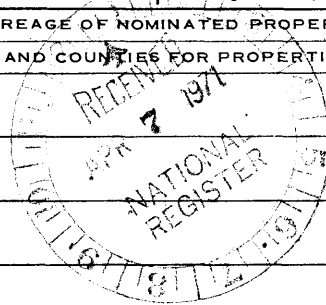 REAGE OF NOMINATED PROPER
AND COUNTIES FOR PROPERTI
RECEIVED
APR 7 1971
NATIONAL
REGISTER